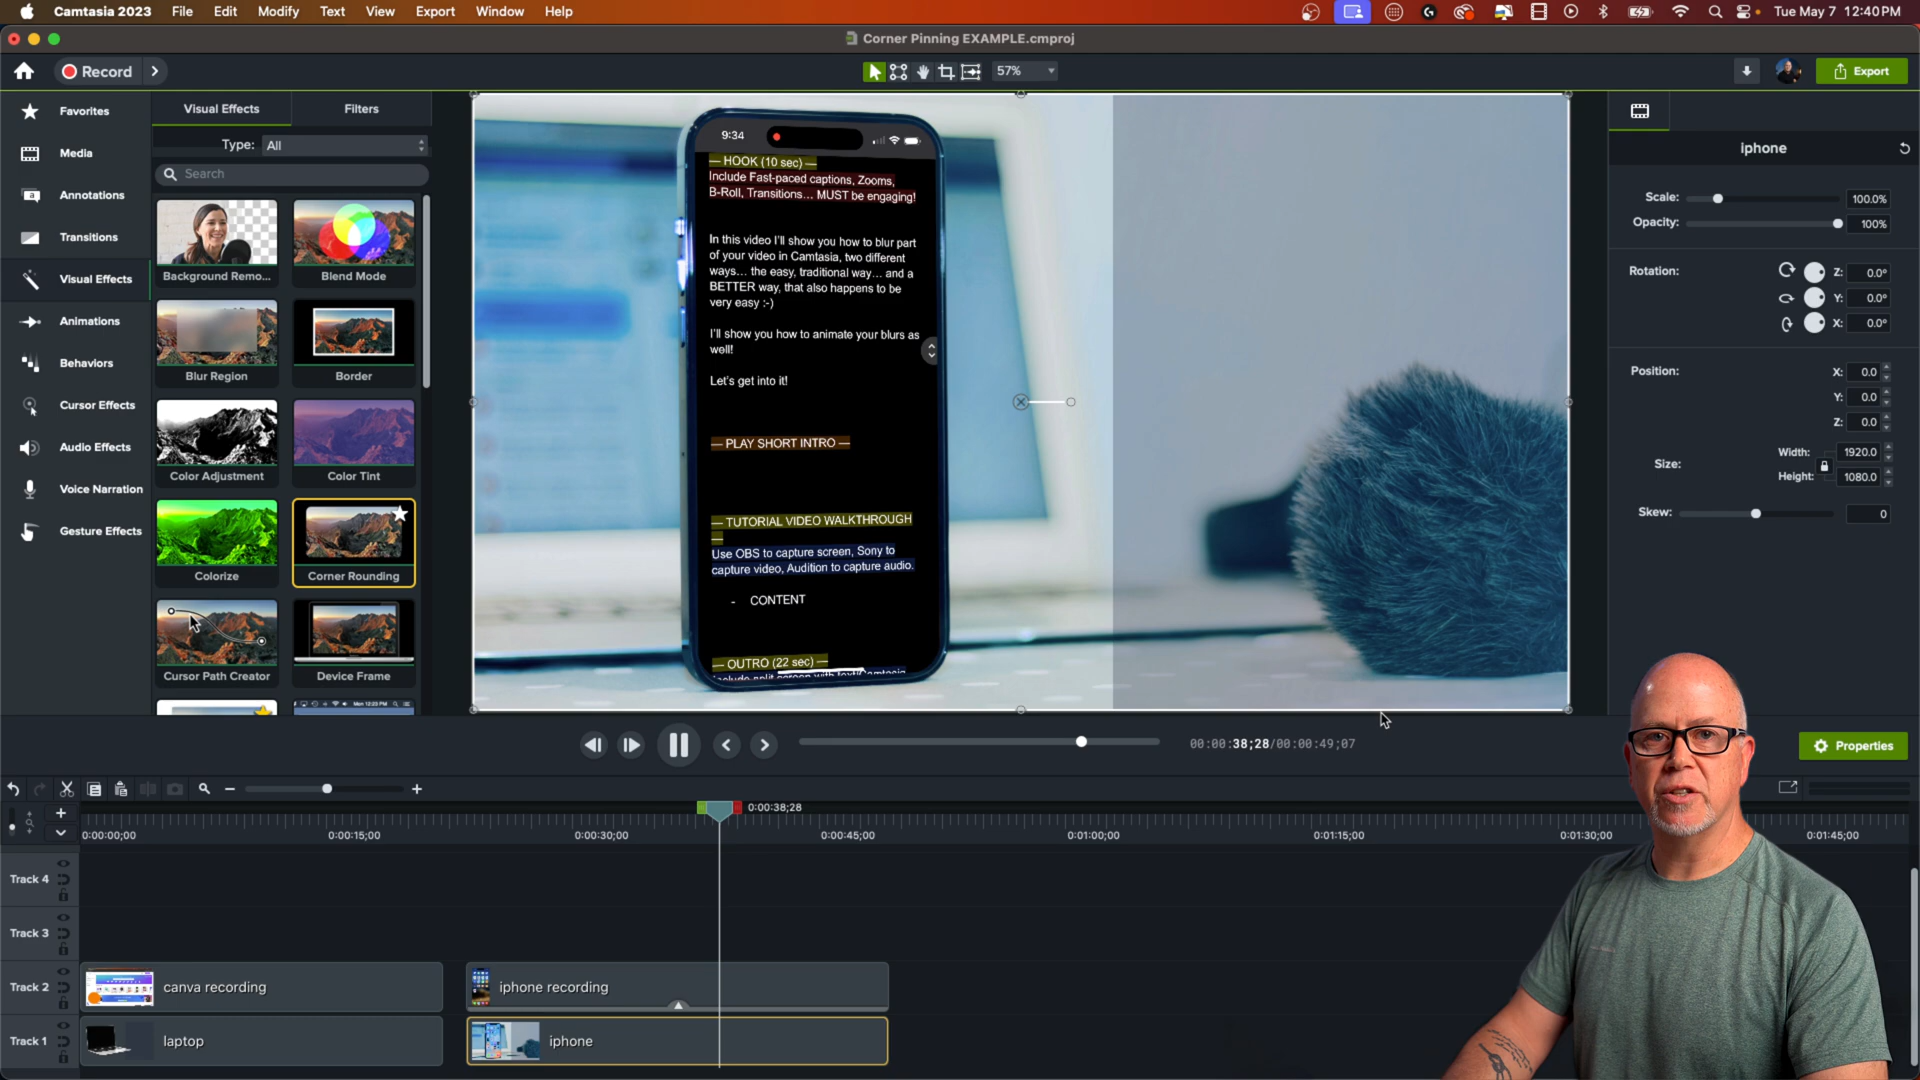 Camtasia 2023 File Edit Modify Text View Export Window Help
Tue May 7 12:40 PM
Corner Pinning EXAMPLE.cmproj
Record
57%
Export
Favorites
Media
Annotations
Transitions
Visual Effects
Animations
Behaviors
Cursor Effects
Audio Effects
Voice Narration
Gesture Effects
Visual Effects Filters
Type: All
Search
Background Remo...
Blend Mode
Blur Region
Border
Color Adjustment
Color Tint
Colorize
Corner Rounding
Cursor Path Creator
Device Frame
9:34
— HOOK (10 sec) —
Include Fast-paced captions, Zooms,
B-Roll, Transitions... MUST be engaging!
In this video I'll show you how to blur part
of your video in Camtasia, two different
ways... the easy, traditional way... and a
BETTER way, that also happens to be
very easy :-)
I'll show you how to animate your blurs as
well!
Let's get into it!
— PLAY SHORT INTRO —
— TUTORIAL VIDEO WALKTHROUGH
—
Use OBS to capture screen, Sony to
capture video, Audition to capture audio.
- CONTENT
— OUTRO (22 sec) —
iphone
Scale: 100.0%
Opacity: 100%
Rotation: Z: 0.0°
Y: 0.0°
X: 0.0°
Position: X: 0.0
Y: 0.0
Z: 0.0
Size: Width: 1920.0
Height: 1080.0
Skew: 0
00:00:38;28/00:00:49;07
Properties
0:00:38;28
0:00:00;00 0:00:15;00 0:00:30;00 0:00:45;00 0:01:00;00 0:01:15;00 0:01:30;00 0:01:45;00
Track 4
Track 3
Track 2
canva recording
iphone recording
Track 1
laptop
iphone